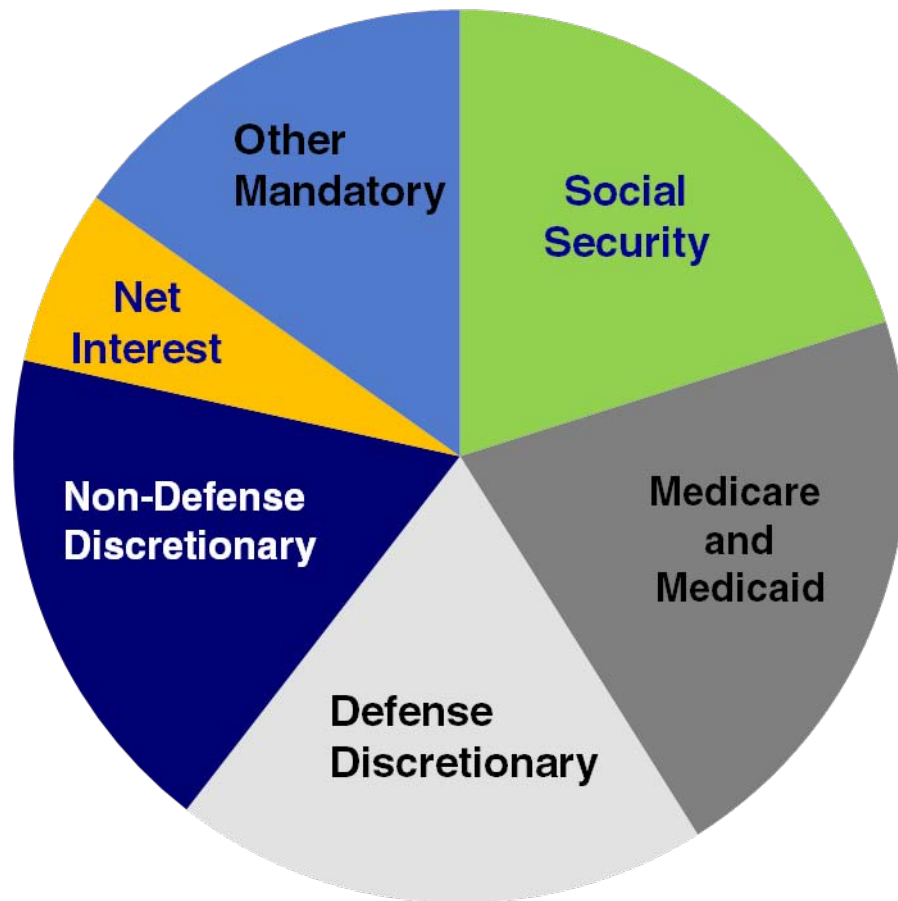 Other
Mandatory
Social
Security
Net
Interest
Non-Defense
Discretionary
Medicare
and
Medicaid
Defense
Discretionary